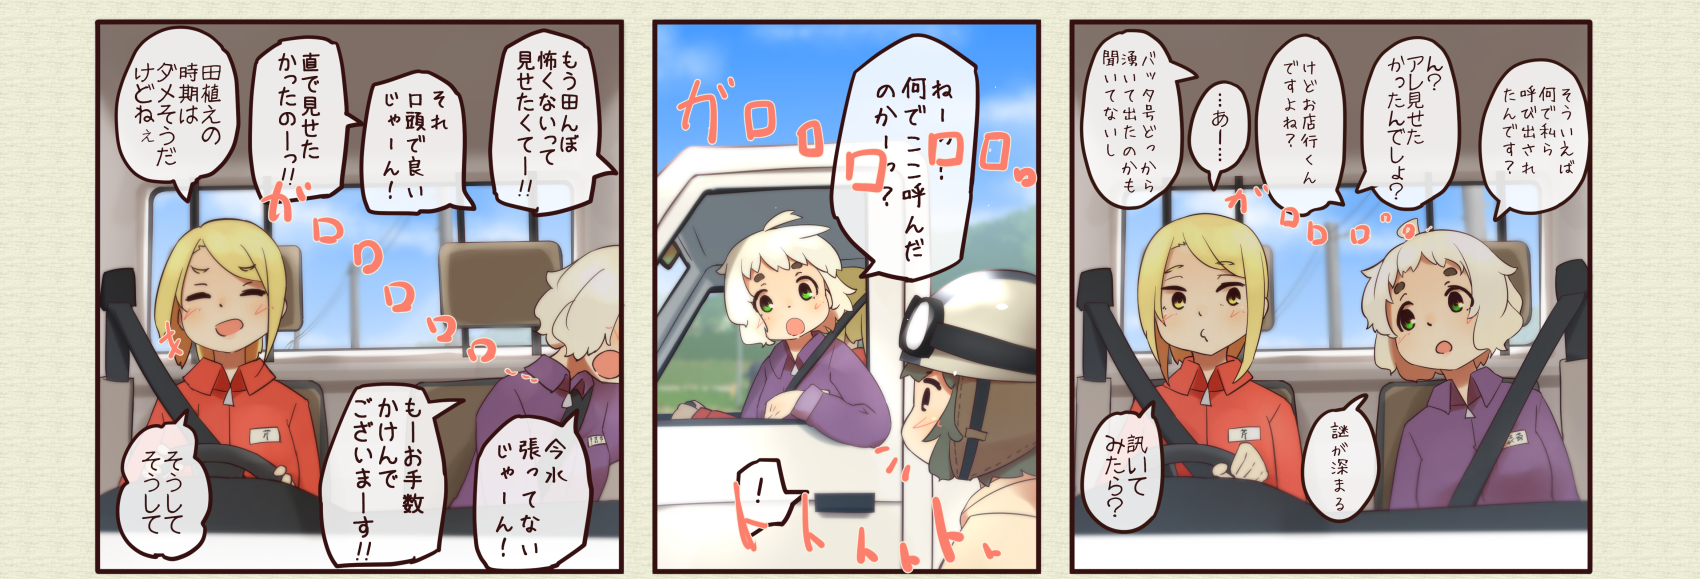 そういえば
何で私ら
呼び出され
たんです?
ん?
アレ見せた
かったんでしょ?
けどお店行くん
ですよね?
…あー…
バッタ号どっから
湧いて出たのかも
聞いてないし
ガロロロロ
謎が深まる
訊いて
みたら?
ねーっ!
何でここ呼んだ
のかーっ?
ガロロロロロロ
!
トトトトトト
もう田んぼ
怖くないって
見せたくてー!!
それ
口頭で良い
じゃーん!
直で見せた
かったのーっ!!
田植えの
時期は
ダメそうだ
けどねぇ
ガロロロロロ
今水
張ってない
じゃーん!
もーお手数
かけんで
ございまーす!!
そうして
そうして